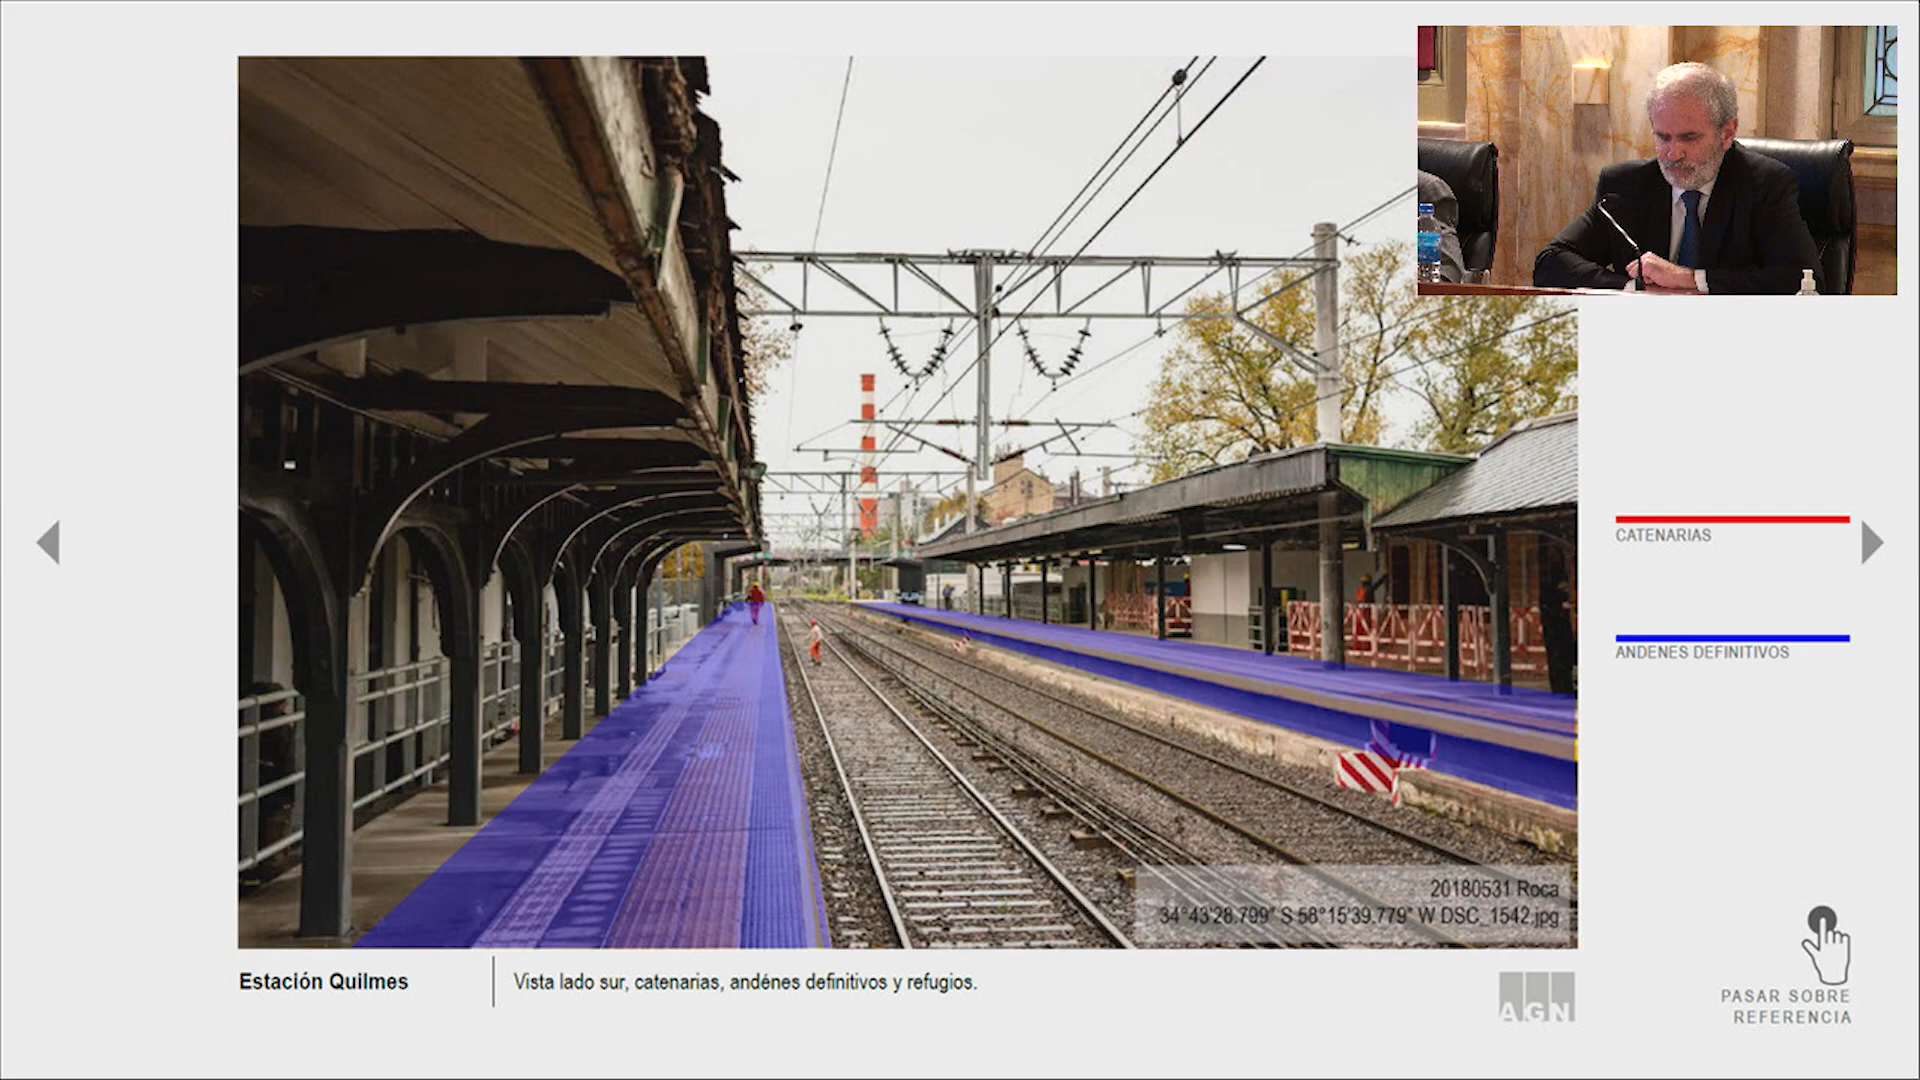 CATENARIAS
ANDENES DEFINITIVOS
20180531 Roca
34°43'28.799" S 58°15'39.779" W DSC_1542.jpg
Estación Quilmes
Vista lado sur, catenarias, andénes definitivos y refugios.
AGN
PASAR SOBRE
REFERENCIA